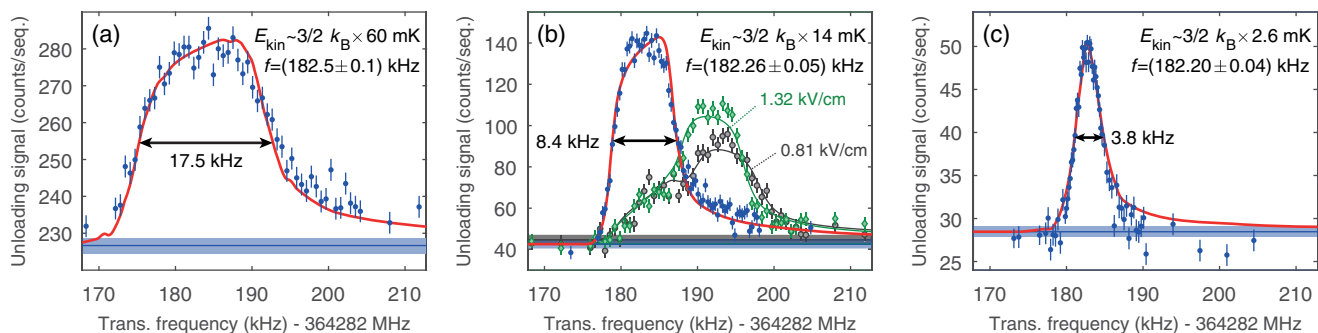 (a)
E_kin~3/2 k_B×60 mK
f=(182.5±0.1) kHz
17.5 kHz
Unloading signal (counts/seq.)
290
280
270
260
250
240
230
170 180 190 200 210
Trans. frequency (kHz) - 364282 MHz
(b)
E_kin~3/2 k_B×14 mK
f=(182.26±0.05) kHz
1.32 kV/cm
8.4 kHz
0.81 kV/cm
Unloading signal (counts/seq.)
140
120
100
80
60
40
170 180 190 200 210
Trans. frequency (kHz) - 364282 MHz
(c)
E_kin~3/2 k_B×2.6 mK
f=(182.20±0.04) kHz
3.8 kHz
Unloading signal (counts/seq.)
50
45
40
35
30
25
170 180 190 200 210
Trans. frequency (kHz) - 364282 MHz